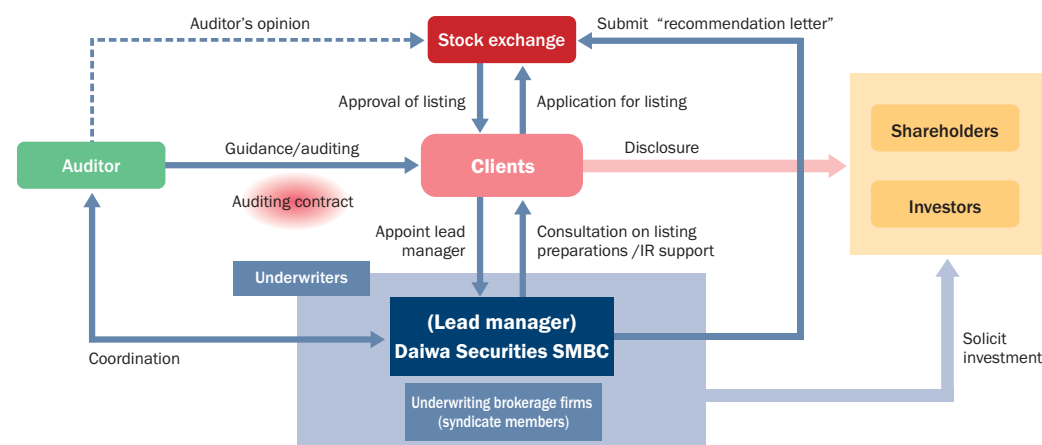 Auditor's opinion
Submit “recommendation letter”
Stock exchange
Approval of listing
Application for listing
Shareholders
Guidance/auditing
Disclosure
Auditor
Clients
Auditing contract
Investors
Appoint lead
manager
Consultation on listing
preparations /IR support
Underwriters
(Lead manager)
Daiwa Securities SMBC
Coordination
Solicit
investment
Underwriting brokerage firms
(syndicate members)